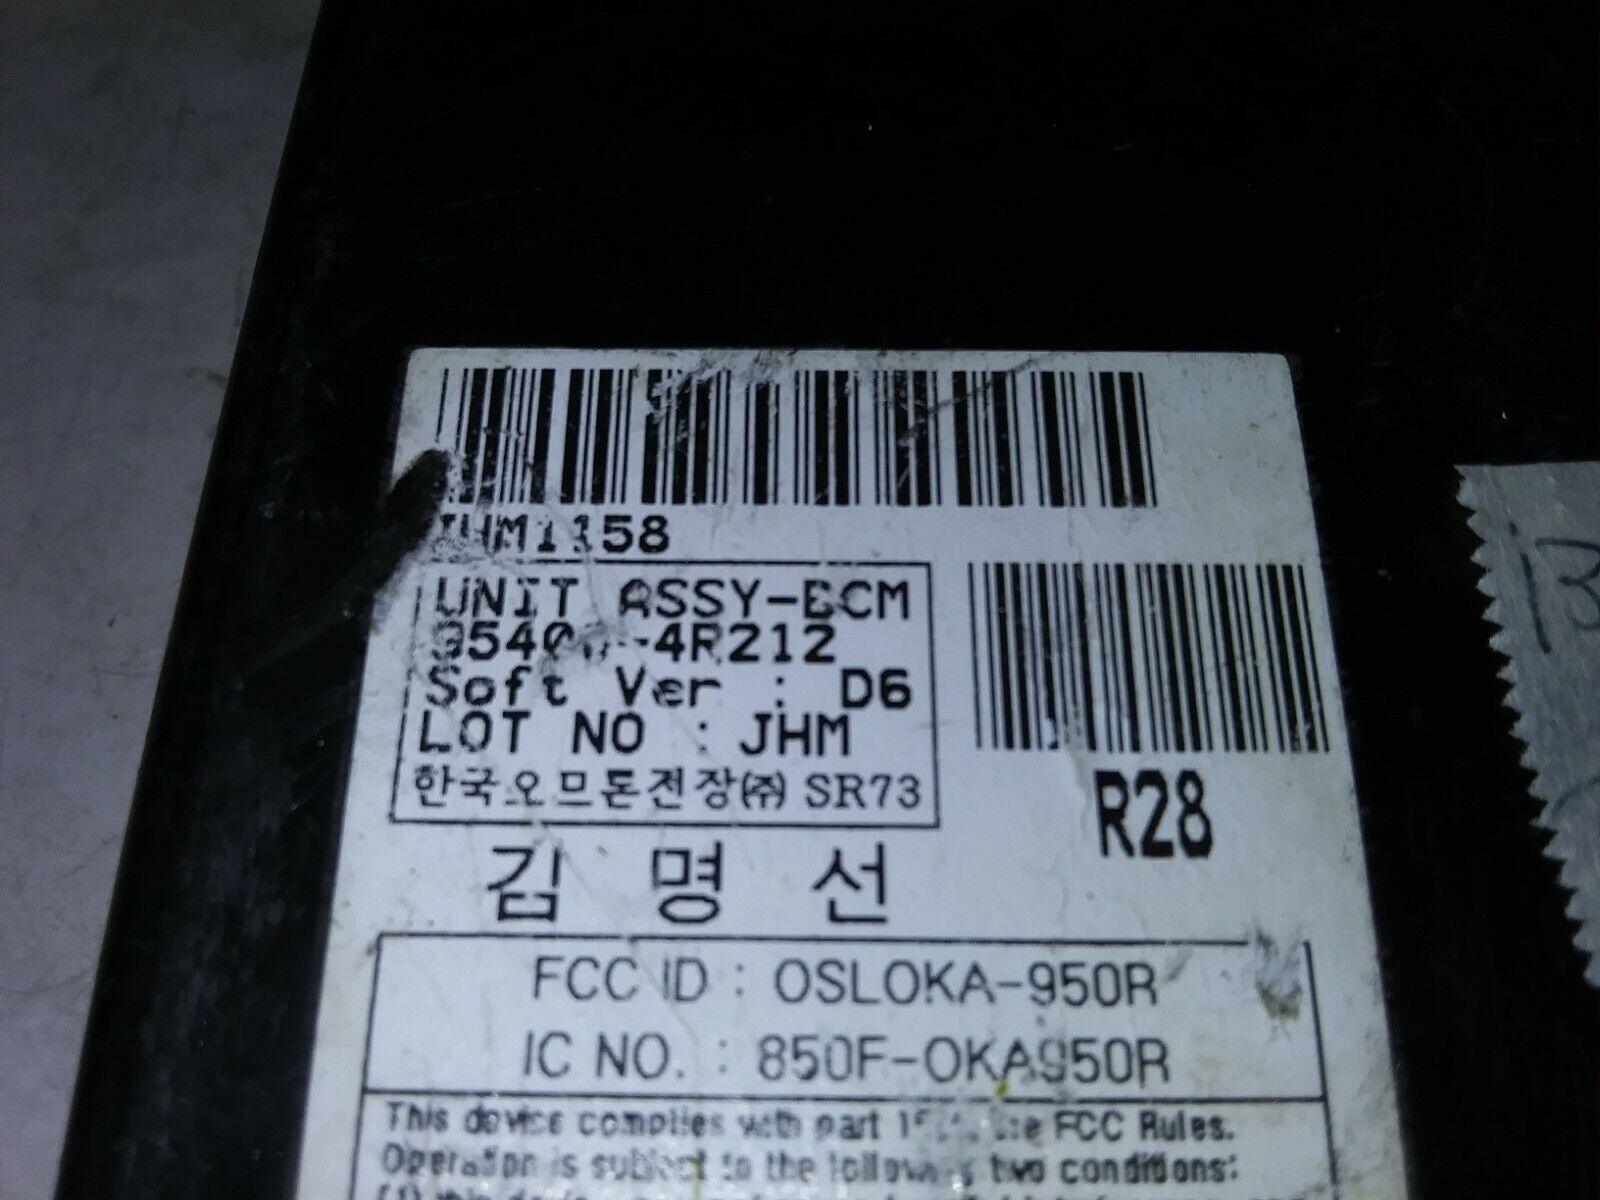 JHM1158
UNIT ASSY-BCM
-4R212
Soft Ver : D6
LOT NO : JHM
한국오므론전장(주) SR73
R28
김 명 선
FCC ID : OSLOKA-950R
IC NO. : 850F-OKA950R
This device complies with part FCC Rules.
Operation is subject to the following two conditions: